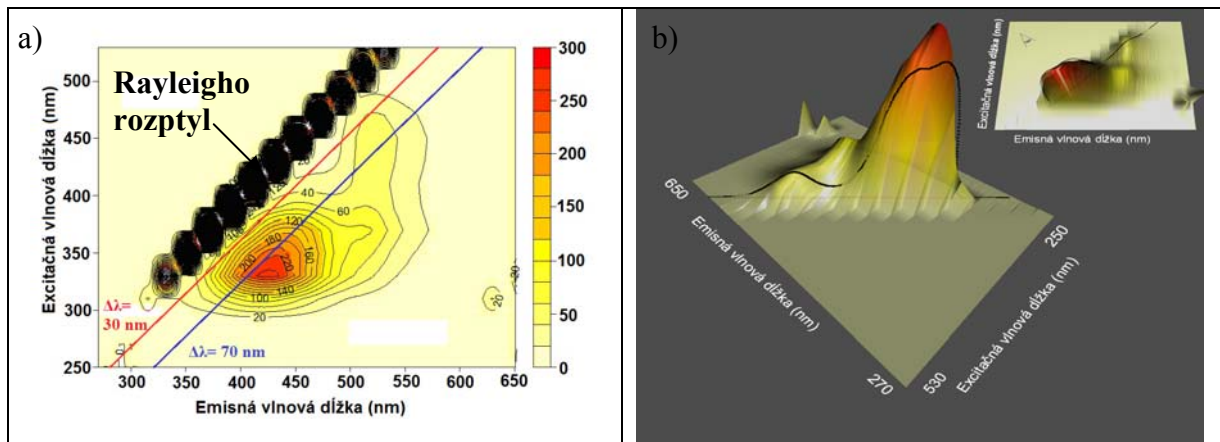 a)
Rayleigho
rozptyl
Excitačná vlnová dĺžka (nm)
500
450
400
350
300
250
300
350
400
450
500
550
600
650
Emisná vlnová dĺžka (nm)
Δλ=
30 nm
Δλ= 70 nm
20
40
60
120
180
200
220
160
100
140
20
20
20
300
250
200
150
100
50
0
b)
650
Emisná vlnová dĺžka (nm)
270
530
Excitačná vlnová dĺžka (nm)
250
Excitačná vlnová dĺžka (nm)
Emisná vlnová dĺžka (nm)